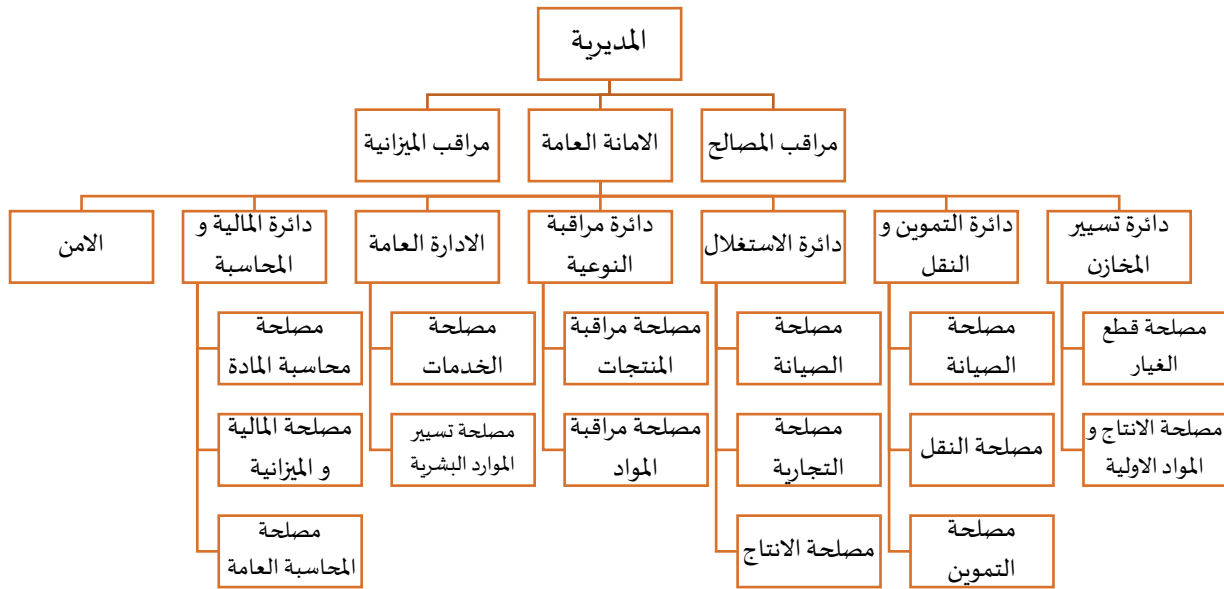 المديرية
مراقب المصالح
الامانة العامة
مراقب الميزانية
دائرة تسيير
المخازن
دائرة التموين و
النقل
دائرة الاستغلال
دائرة مراقبة
النوعية
الادارة العامة
دائرة المالية و
المحاسبة
الامن
مصلحة قطع
الغيار
مصلحة
الصيانة
مصلحة
الصيانة
مصلحة مراقبة
المنتجات
مصلحة
الخدمات
مصلحة
محاسبة المادة
مصلحة الانتاج و
المواد الاولية
مصلحة النقل
مصلحة
التجارية
مصلحة مراقبة
المواد
مصلحة تسيير
الموارد البشرية
مصلحة المالية
و الميزانية
مصلحة
التموين
مصلحة الانتاج
مصلحة
المحاسبة العامة